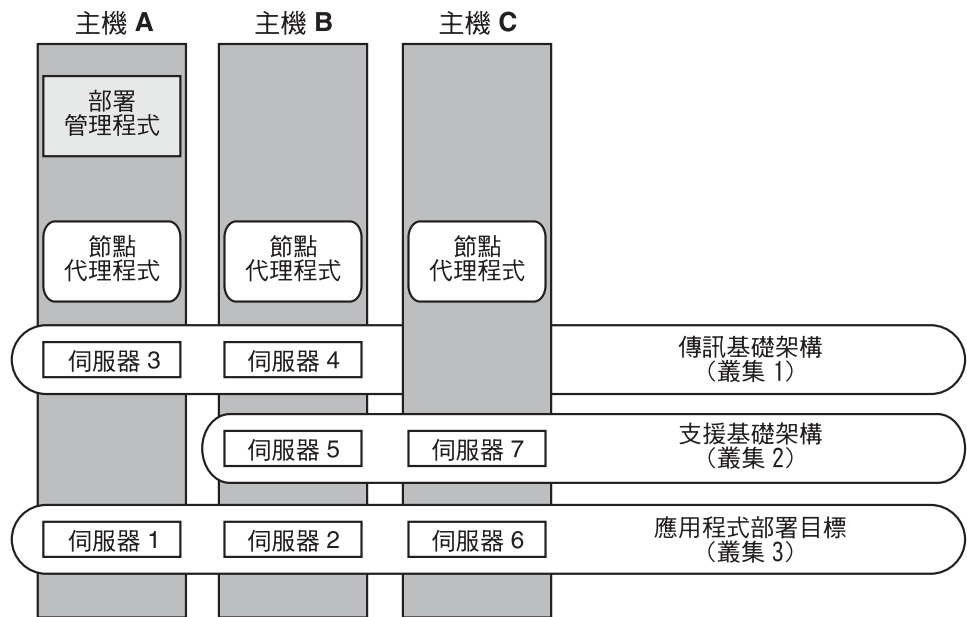 主機 A
主機 B
主機 C
部署
管理程式
節點
代理程式
節點
代理程式
節點
代理程式
伺服器 3
伺服器 4
傳訊基礎架構
（叢集 1）
伺服器 5
伺服器 7
支援基礎架構
（叢集 2）
伺服器 1
伺服器 2
伺服器 6
應用程式部署目標
（叢集 3）